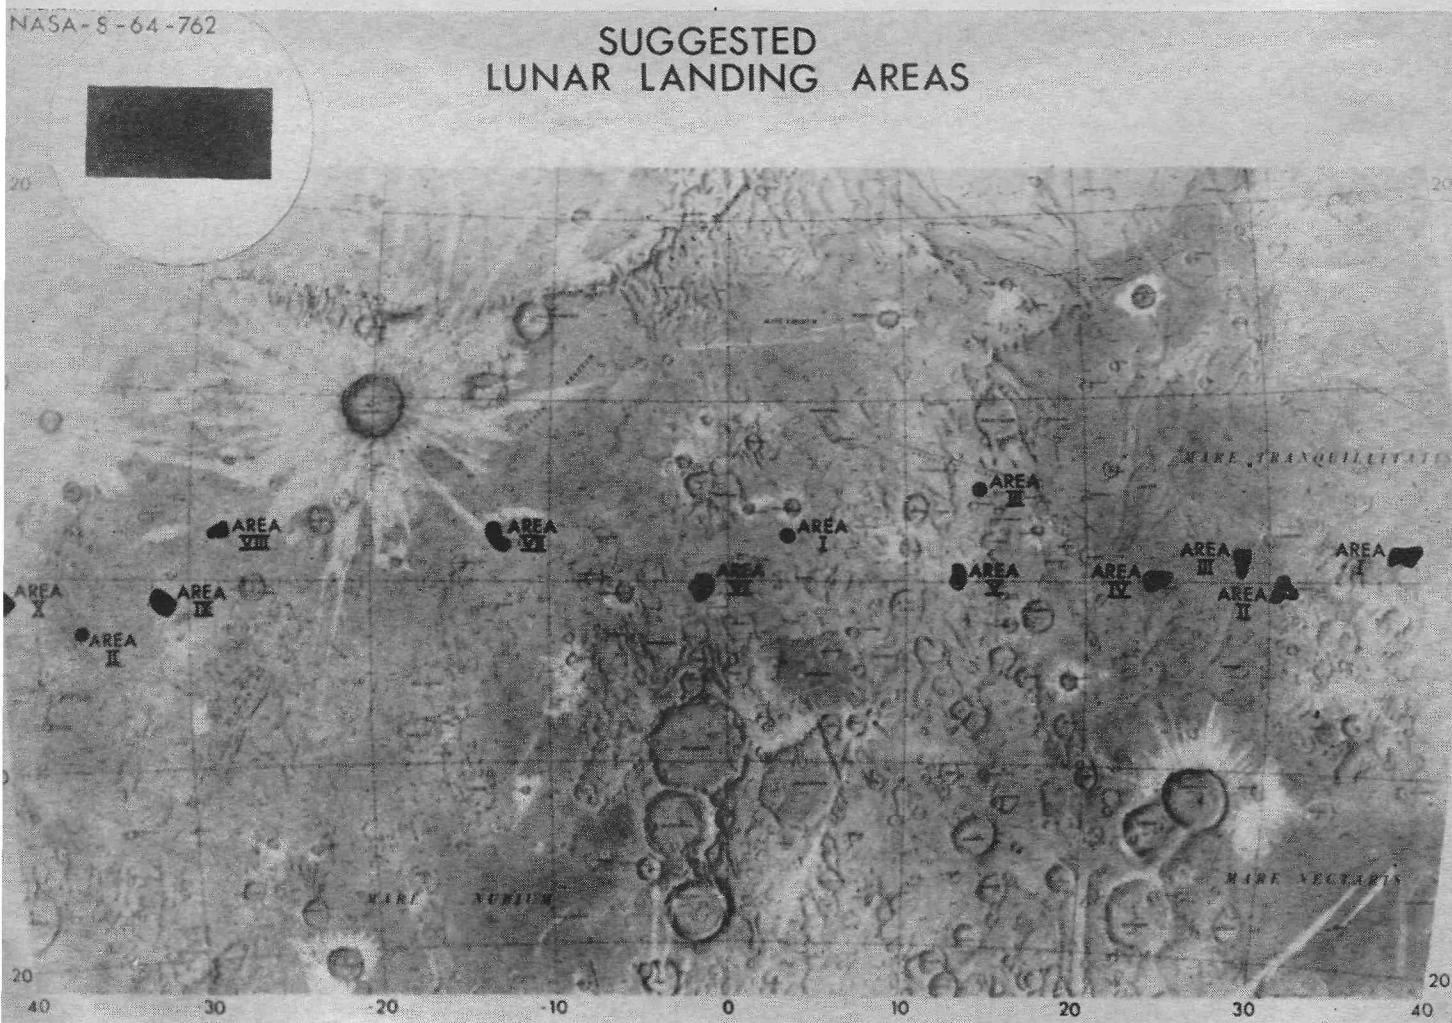 NASA-S-64-762
SUGGESTED
LUNAR LANDING AREAS
20
20
MARE TRANQUILLITATIS
AREA
III
AREA
VIII
AREA
VII
AREA
I
AREA
III
AREA
I
AREA
X
AREA
IX
AREA
VI
AREA
V
AREA
IV
AREA
II
AREA
II
MARE NUBIUM
MARE NECTARIS
20
20
40
-30
-20
-10
0
10
20
30
40